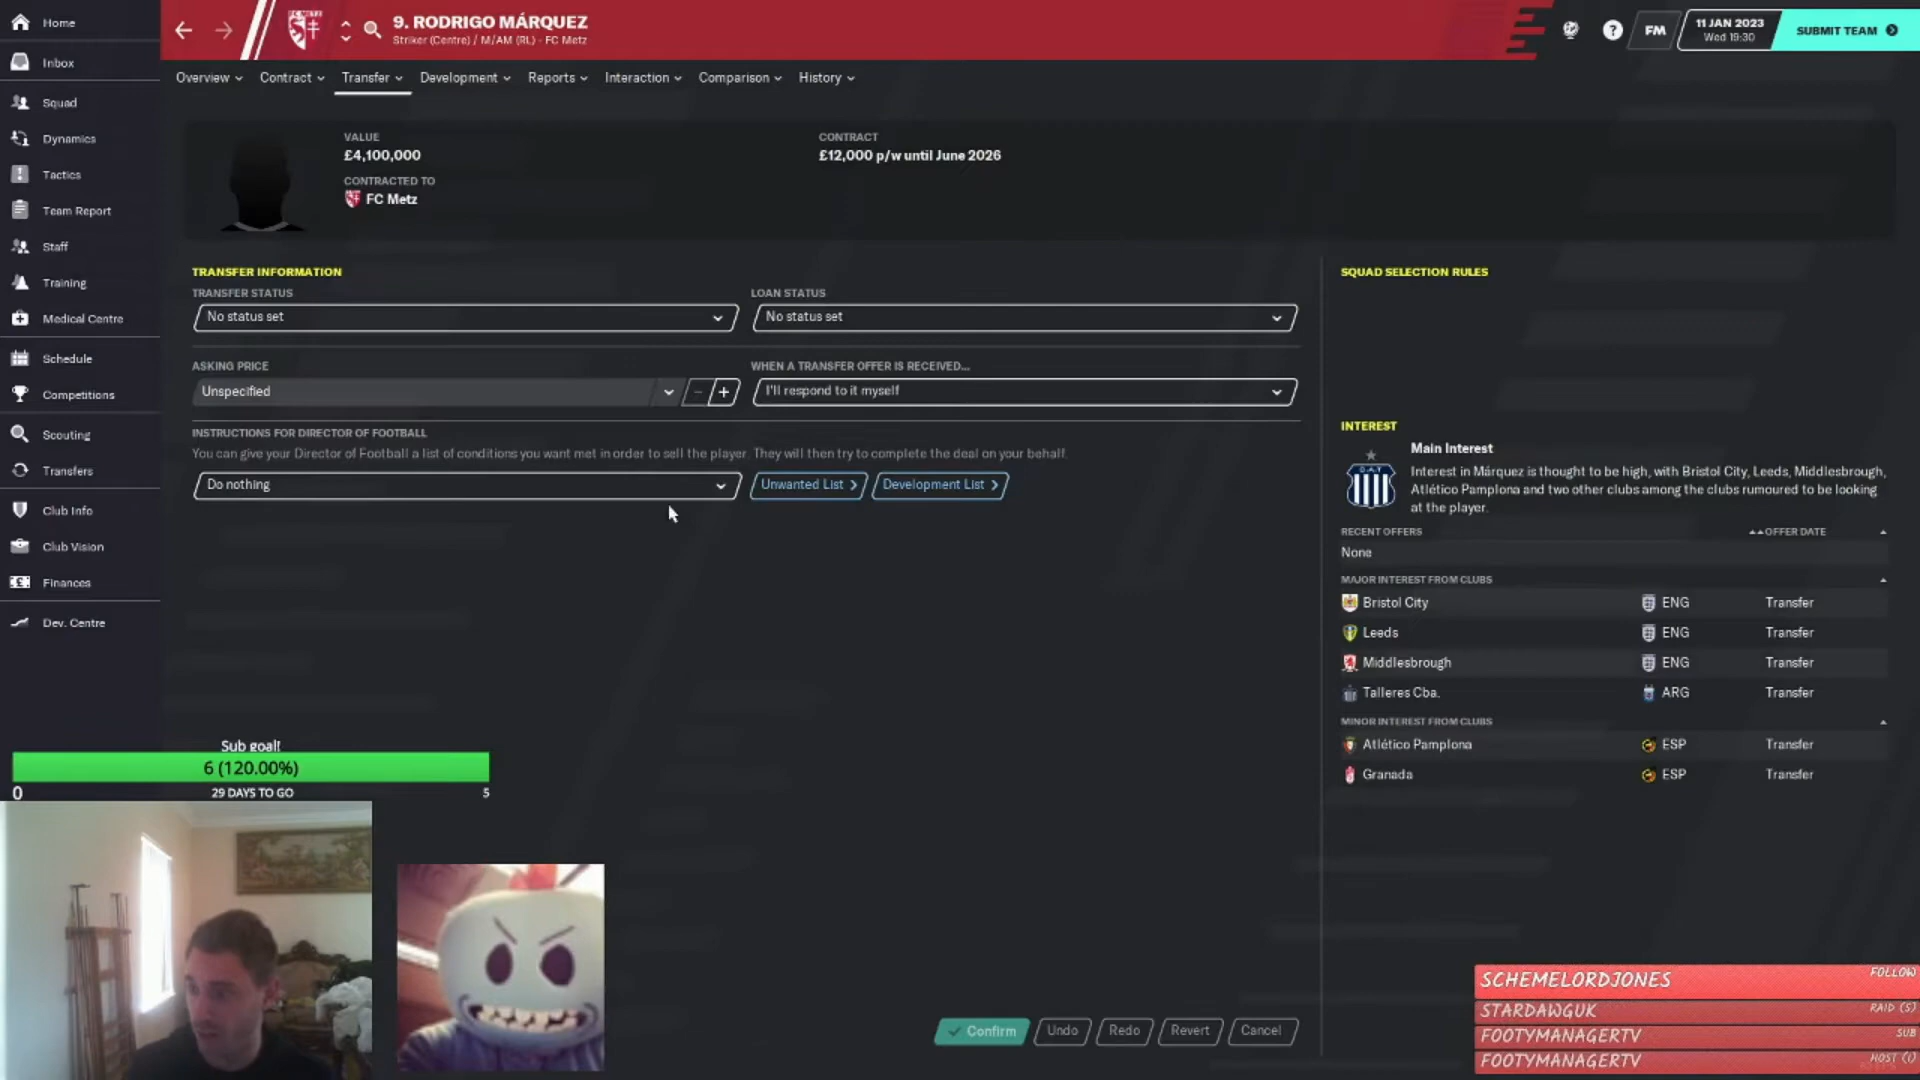 Home
Inbox
Squad
Dynamics
Tactics
Team Report
Staff
Training
Medical Centre
Schedule
Competitions
Scouting
Transfers
Club Info
Club Vision
Finances
Dev. Centre
FC METZ
9. RODRIGO MÁRQUEZ
Striker (Centre) / M/AM (RL) - FC Metz
?
FM
11 JAN 2023
Wed 19:30
SUBMIT TEAM
Overview
Contract
Transfer
Development
Reports
Interaction
Comparison
History
VALUE
£4,100,000
CONTRACTED TO
FC Metz
CONTRACT
£12,000 p/w until June 2026
TRANSFER INFORMATION
TRANSFER STATUS
No status set
LOAN STATUS
No status set
ASKING PRICE
Unspecified
- +
WHEN A TRANSFER OFFER IS RECEIVED...
I'll respond to it myself
INSTRUCTIONS FOR DIRECTOR OF FOOTBALL
You can give your Director of Football a list of conditions you want met in order to sell the player. They will then try to complete the deal on your behalf.
Do nothing
Unwanted List
Development List
SQUAD SELECTION RULES
INTEREST
Main Interest
Interest in Márquez is thought to be high, with Bristol City, Leeds, Middlesbrough,
Atlético Pamplona and two other clubs among the clubs rumoured to be looking
at the player.
RECENT OFFERS OFFER DATE
None
MAJOR INTEREST FROM CLUBS
Bristol City ENG Transfer
Leeds ENG Transfer
Middlesbrough ENG Transfer
Talleres Cba. ARG Transfer
MINOR INTEREST FROM CLUBS
Atlético Pamplona ESP Transfer
Granada ESP Transfer
Sub goal!
6 (120.00%)
0 29 DAYS TO GO 5
Confirm
Undo
Redo
Revert
Cancel
SCHEMELORDJONES FOLLOW
STARDAWGUK RAID (5)
FOOTYMANAGERTV SUB
FOOTYMANAGERTV HOST (1)